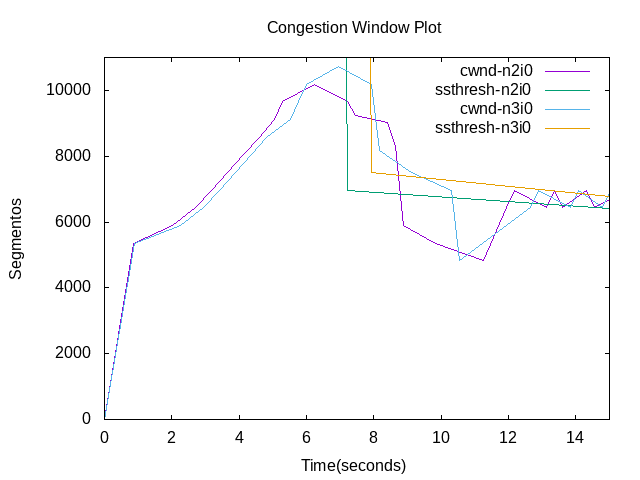 Congestion Window Plot
cwnd-n2i0
ssthresh-n2i0
cwnd-n3i0
ssthresh-n3i0
10000
8000
6000
4000
2000
0
Segmentos
0 2 4 6 8 10 12 14
Time(seconds)